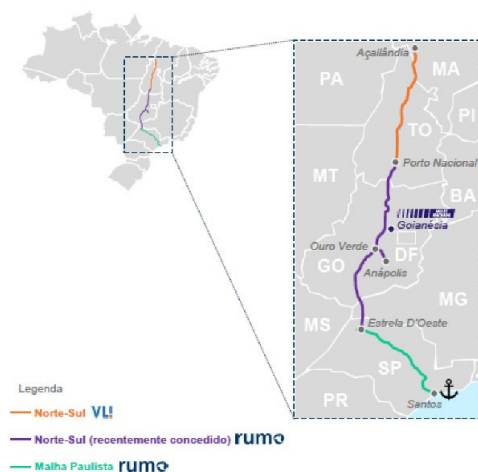 Açailândia
PA
MA
TO
PI
Porto Nacional
MT
BA
Goianésia
Ouro Verde
GO
DF
Anápolis
MG
MS
Estrela D'Oeste
SP
PR
Santos
Legenda
Norte-Sul VL!
Norte-Sul (recentemente concedido) rumo
Malha Paulista rumo